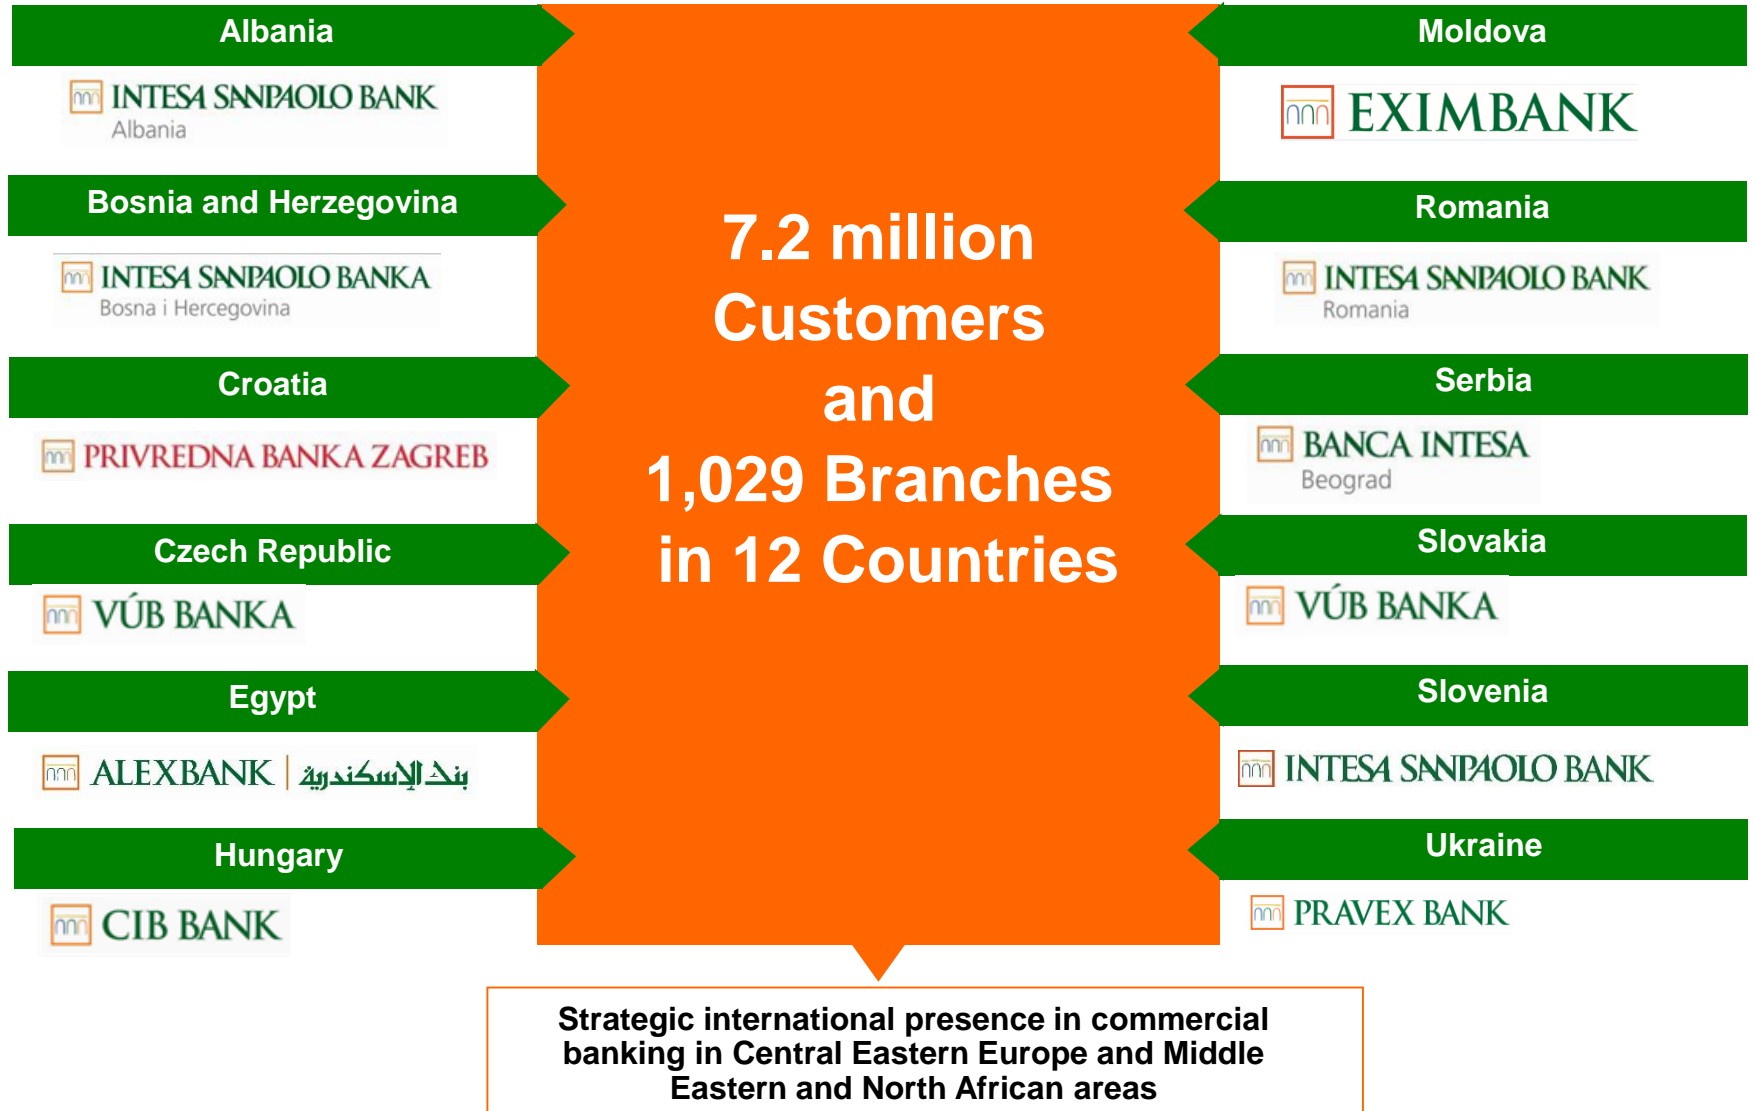 Albania
INTESA SANPAOLO BANK
Albania
Bosnia and Herzegovina
INTESA SANPAOLO BANKA
Bosna i Hercegovina
Croatia
PRIVREDNA BANKA ZAGREB
Czech Republic
VÚB BANKA
Egypt
ALEXBANK | بنك الإسكندرية
Hungary
CIB BANK
7.2 million
Customers
and
1,029 Branches
in 12 Countries
Moldova
EXIMBANK
Romania
INTESA SANPAOLO BANK
Romania
Serbia
BANCA INTESA
Beograd
Slovakia
VÚB BANKA
Slovenia
INTESA SANPAOLO BANK
Ukraine
PRAVEX BANK
Strategic international presence in commercial
banking in Central Eastern Europe and Middle
Eastern and North African areas